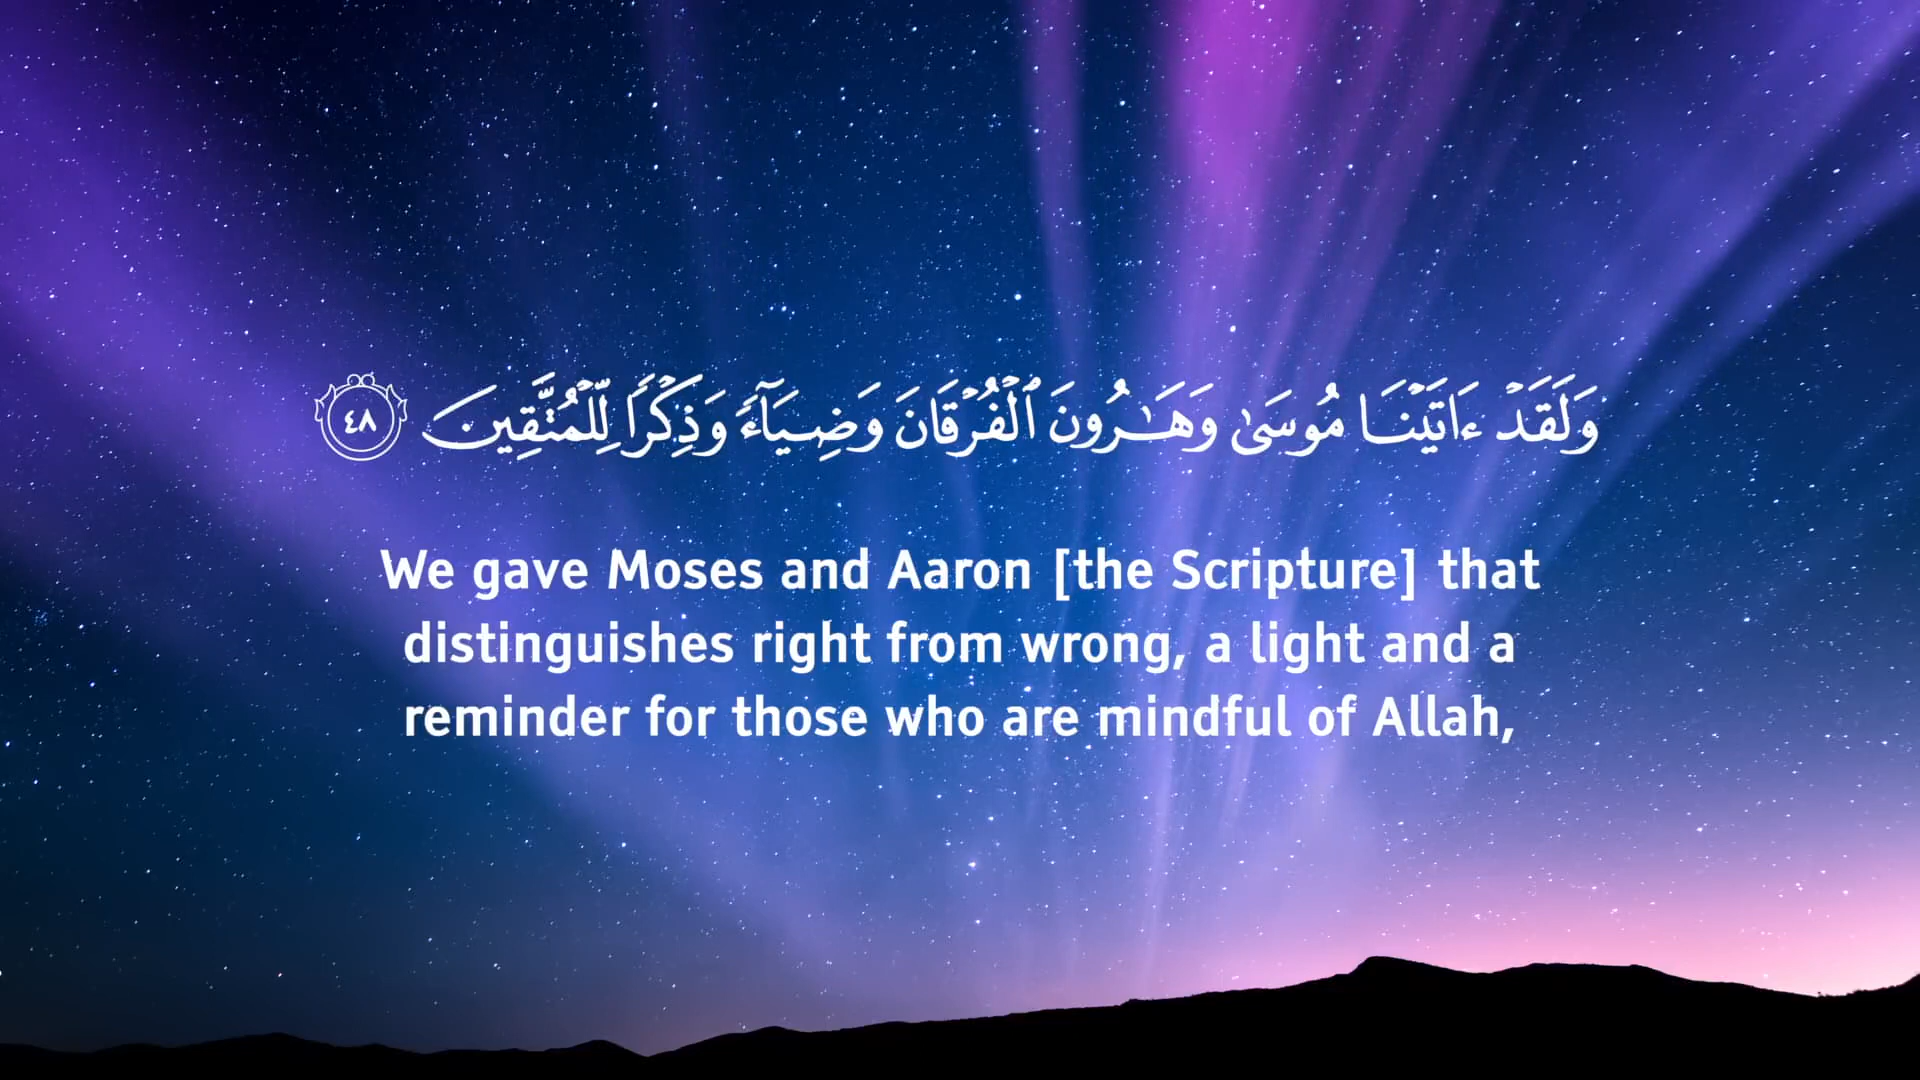 وَلَقَدۡ ءَاتَيۡنَا مُوسَىٰ وَهَٰرُونَ ٱلۡفُرۡقَانَ وَضِيَآءٗ وَذِكۡرٗا لِّلۡمُتَّقِينَ ٤٨
We gave Moses and Aaron [the Scripture] that
distinguishes right from wrong, a light and a
reminder for those who are mindful of Allah,